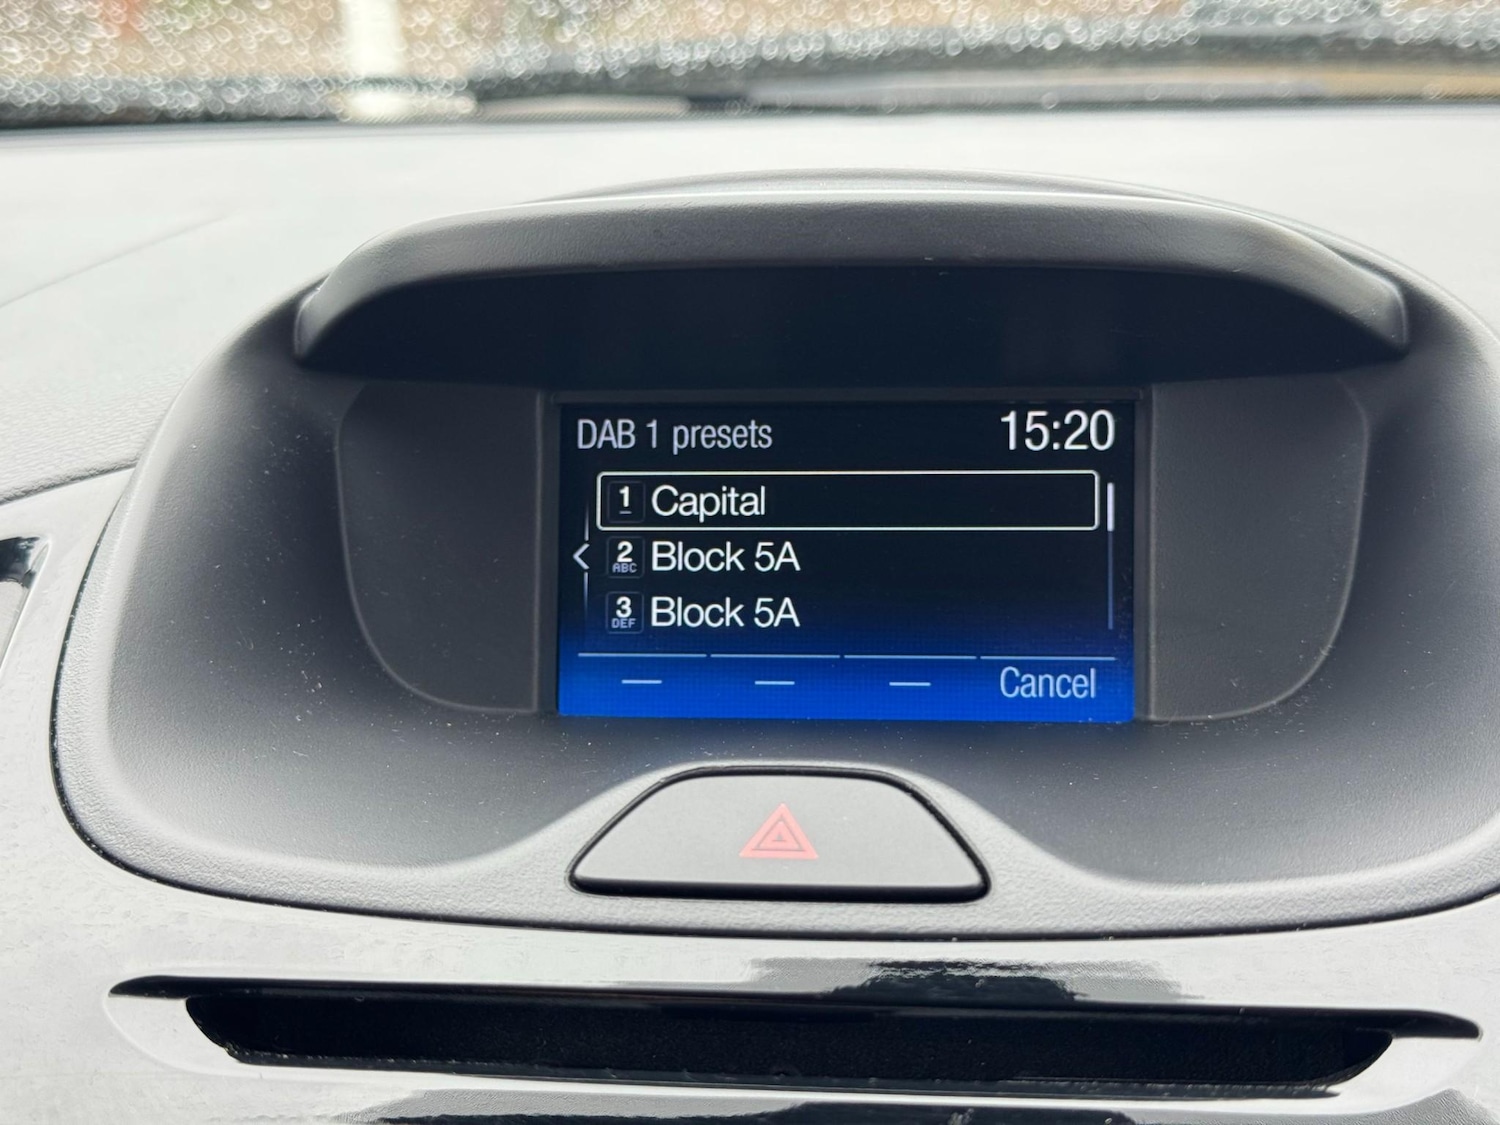 DAB 1 presets 15:20
1 Capital
2 ABC Block 5A
3 DEF Block 5A
Cancel